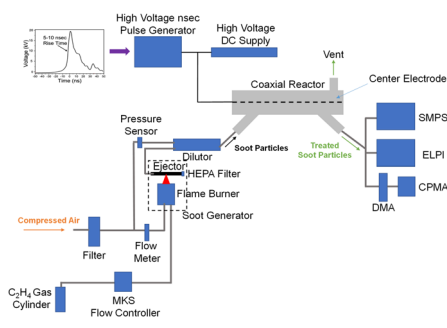 High Voltage nsec
Pulse Generator
High Voltage
DC Supply
5-10 nsec
Rise Time
Voltage (kV)
Time (ns)
Vent
Coaxial Reactor
Center Electrode
Pressure
Sensor
Dilutor
Soot Particles
Treated
Soot Particles
SMPS
ELPI
CPMA
DMA
Ejector
HEPA Filter
Flame Burner
Soot Generator
Compressed Air
Filter
Flow
Meter
C2H4 Gas
Cylinder
MKS
Flow Controller